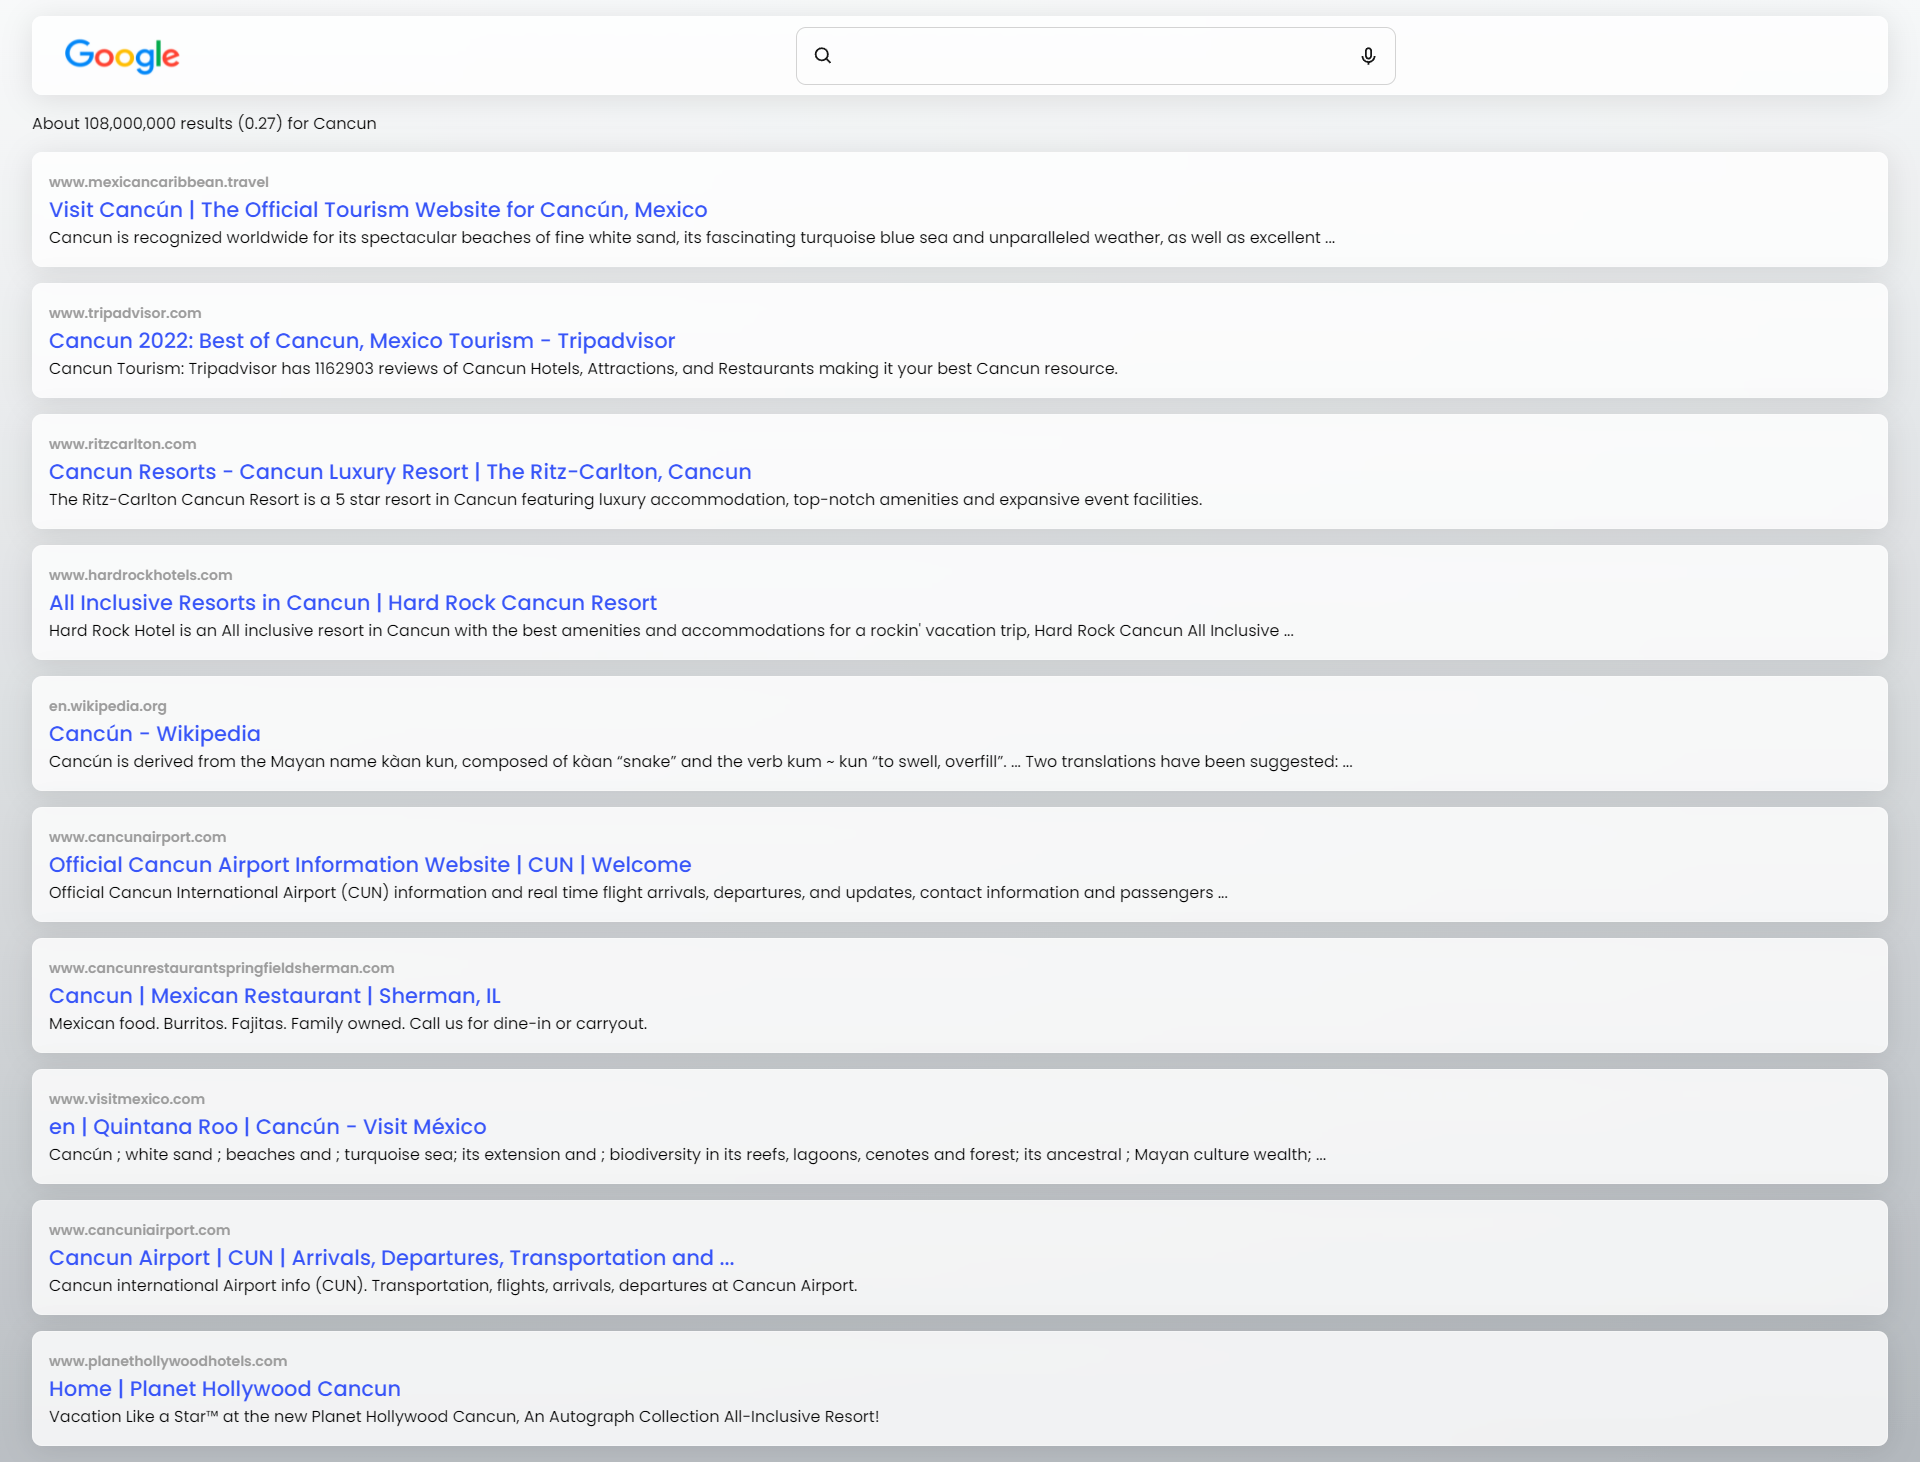 Google
About 108,000,000 results (0.27) for Cancun
www.mexicancaribbean.travel
Visit Cancún | The Official Tourism Website for Cancún, Mexico
Cancun is recognized worldwide for its spectacular beaches of fine white sand, its fascinating turquoise blue sea and unparalleled weather, as well as excellent ...
www.tripadvisor.com
Cancun 2022: Best of Cancun, Mexico Tourism - Tripadvisor
Cancun Tourism: Tripadvisor has 1162903 reviews of Cancun Hotels, Attractions, and Restaurants making it your best Cancun resource.
www.ritzcarlton.com
Cancun Resorts - Cancun Luxury Resort | The Ritz-Carlton, Cancun
The Ritz-Carlton Cancun Resort is a 5 star resort in Cancun featuring luxury accommodation, top-notch amenities and expansive event facilities.
www.hardrockhotels.com
All Inclusive Resorts in Cancun | Hard Rock Cancun Resort
Hard Rock Hotel is an All inclusive resort in Cancun with the best amenities and accommodations for a rockin' vacation trip, Hard Rock Cancun All Inclusive ...
en.wikipedia.org
Cancún - Wikipedia
Cancún is derived from the Mayan name kàan kun, composed of kàan “snake” and the verb kum ~ kun “to swell, overfill”. ... Two translations have been suggested: ...
www.cancunairport.com
Official Cancun Airport Information Website | CUN | Welcome
Official Cancun International Airport (CUN) information and real time flight arrivals, departures, and updates, contact information and passengers ...
www.cancunrestaurantspringfieldsherman.com
Cancun | Mexican Restaurant | Sherman, IL
Mexican food. Burritos. Fajitas. Family owned. Call us for dine-in or carryout.
www.visitmexico.com
en | Quintana Roo | Cancún - Visit México
Cancún ; white sand ; beaches and ; turquoise sea; its extension and ; biodiversity in its reefs, lagoons, cenotes and forest; its ancestral ; Mayan culture wealth; ...
www.cancuniairport.com
Cancun Airport | CUN | Arrivals, Departures, Transportation and ...
Cancun international Airport info (CUN). Transportation, flights, arrivals, departures at Cancun Airport.
www.planethollywoodhotels.com
Home | Planet Hollywood Cancun
Vacation Like a Star™ at the new Planet Hollywood Cancun, An Autograph Collection All-Inclusive Resort!